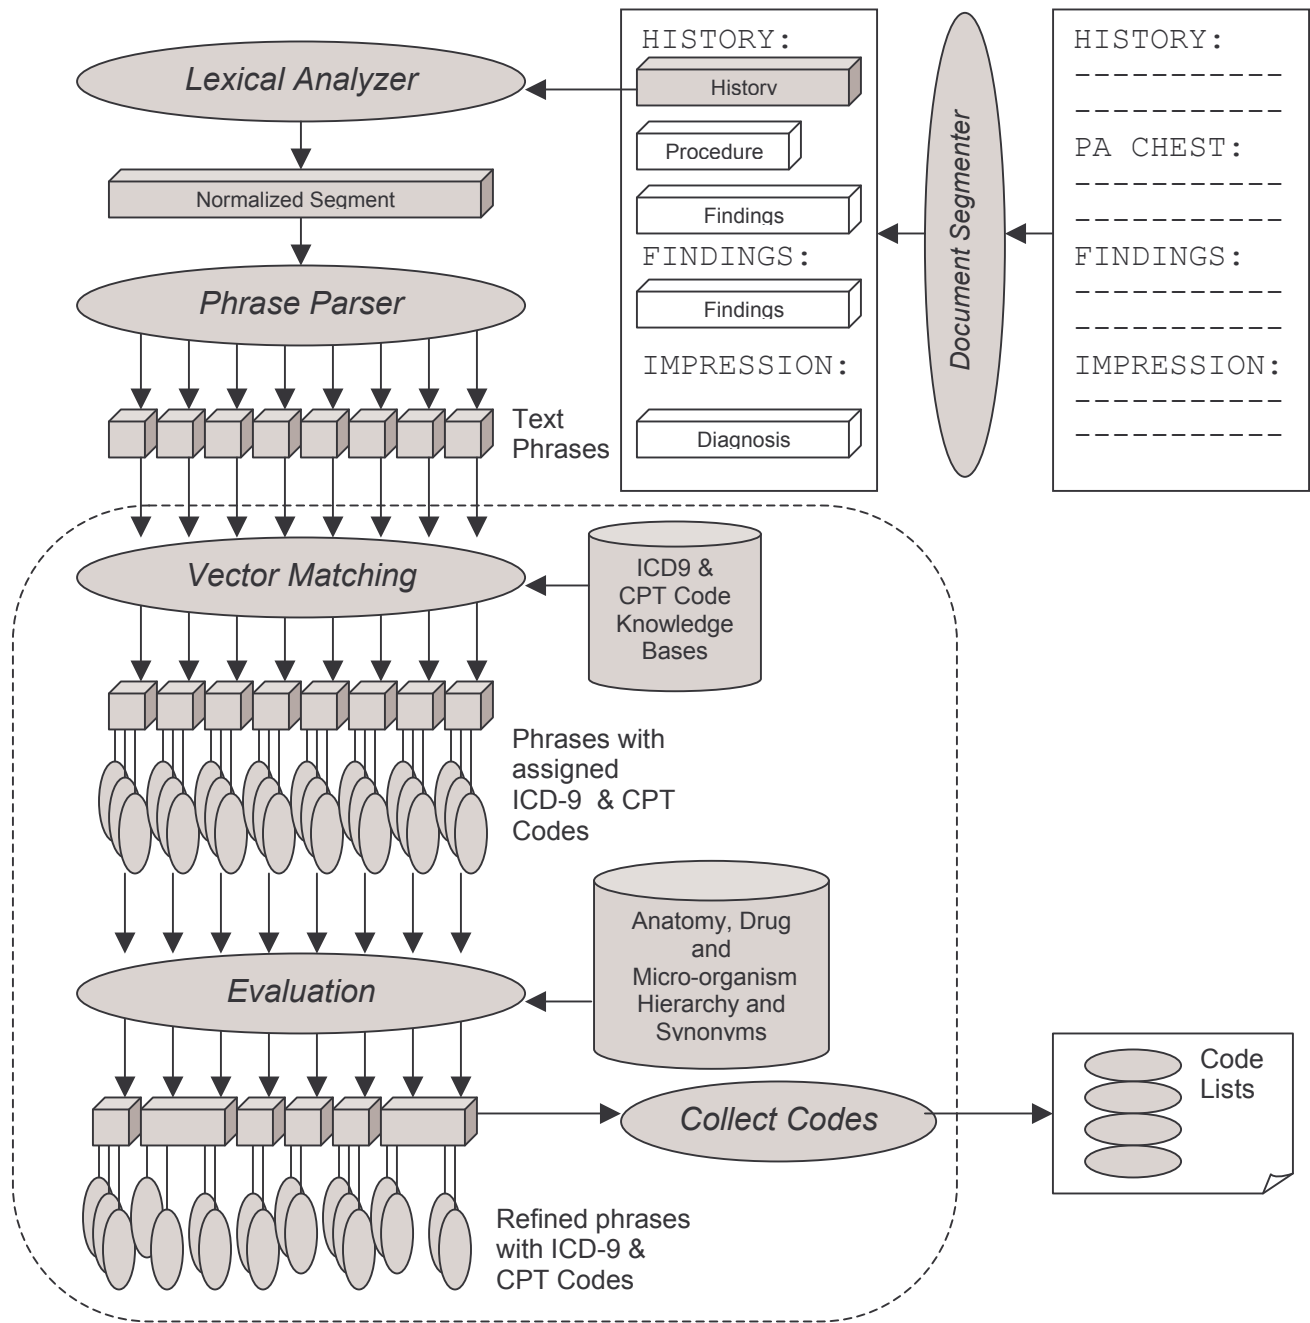 HISTORY:
PA CHEST:
FINDINGS:
IMPRESSION:
Document Segmenter
HISTORY:
History
Procedure
Findings
FINDINGS:
Findings
IMPRESSION:
Diagnosis
Lexical Analyzer
Normalized Segment
Phrase Parser
Text
Phrases
Vector Matching
ICD9 &
CPT Code
Knowledge
Bases
Phrases with
assigned
ICD-9 & CPT
Codes
Evaluation
Anatomy, Drug
and
Micro-organism
Hierarchy and
Synonyms
Collect Codes
Code
Lists
Refined phrases
with ICD-9 &
CPT Codes